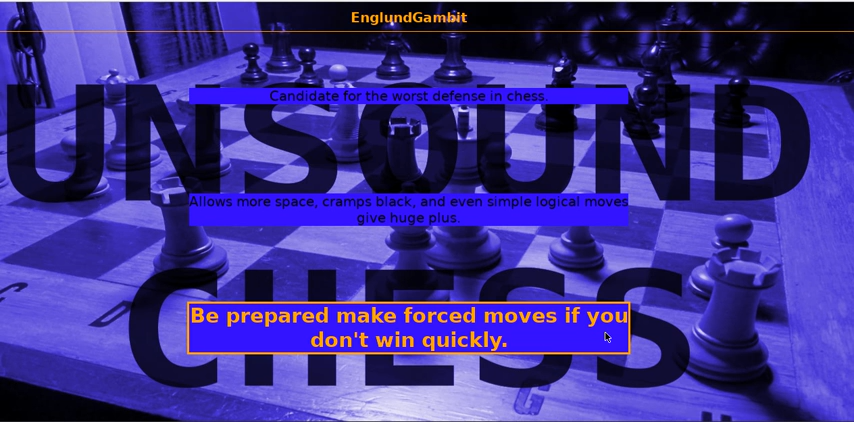 EnglundGambit
Candidate for the worst defense in chess.
UNSOUND
Allows more space, cramps black, and even simple logical moves
give huge plus.
CHESS
Be prepared make forced moves if you
don't win quickly.
D
G
H